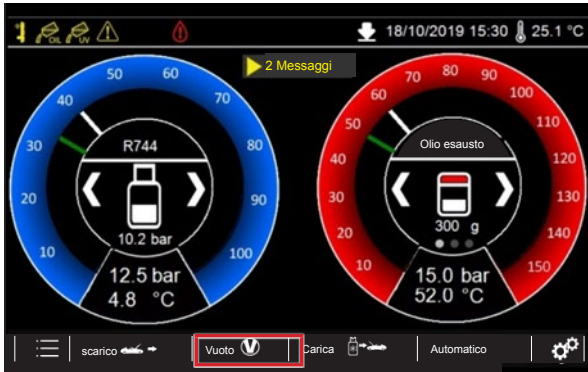 OIL UV 18/10/2019 15:30 25.1 °C
2 Messaggi
10 20 30 40 50 60 70 80 90 100
R744
10.2 bar
12.5 bar
4.8 °C
10 20 30 40 50 60 70 80 90 100 110 120 130 140 150
Olio esausto
300 g
15.0 bar
52.0 °C
scarico Vuoto V Carica Automatico